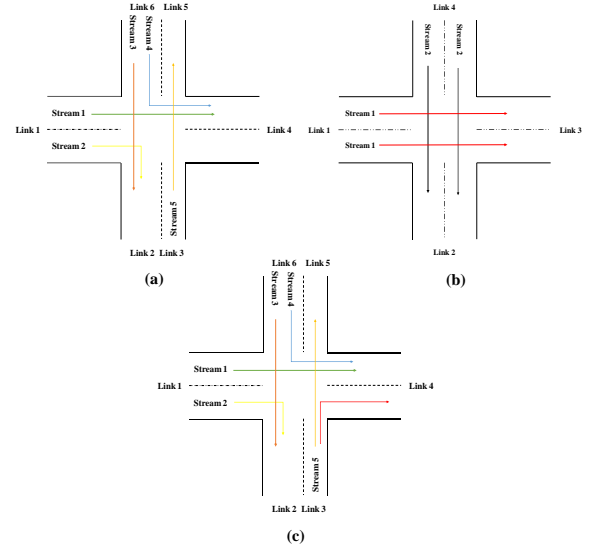 Link 6 Link 5
Stream 3
Stream 4
Stream 1
Link 1
Link 4
Stream 2
Stream 5
Link 2 Link 3
(a)
Link 4
Stream 2
Stream 2
Stream 1
Link 1
Link 3
Stream 1
Link 2
(b)
Link 6 Link 5
Stream 3
Stream 4
Stream 1
Link 1
Link 4
Stream 2
Stream 5
Link 2 Link 3
(c)